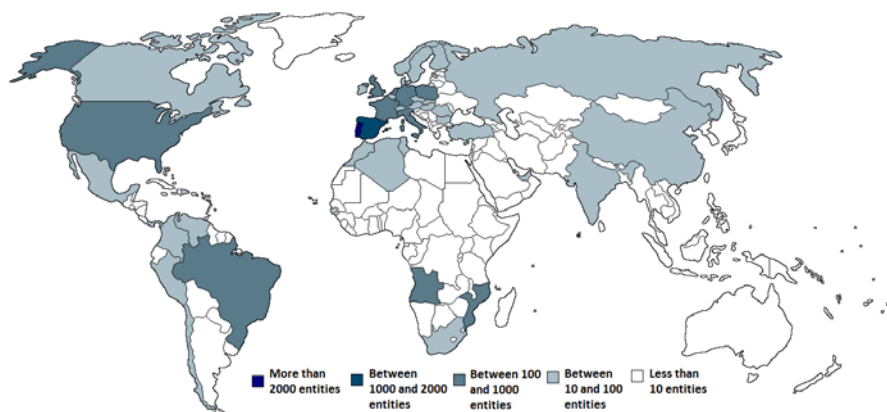 More than
2000 entities
Between
1000 and 2000
entities
Between 100
and 1000
entities
Between
10 and 100
entities
Less than
10 entities